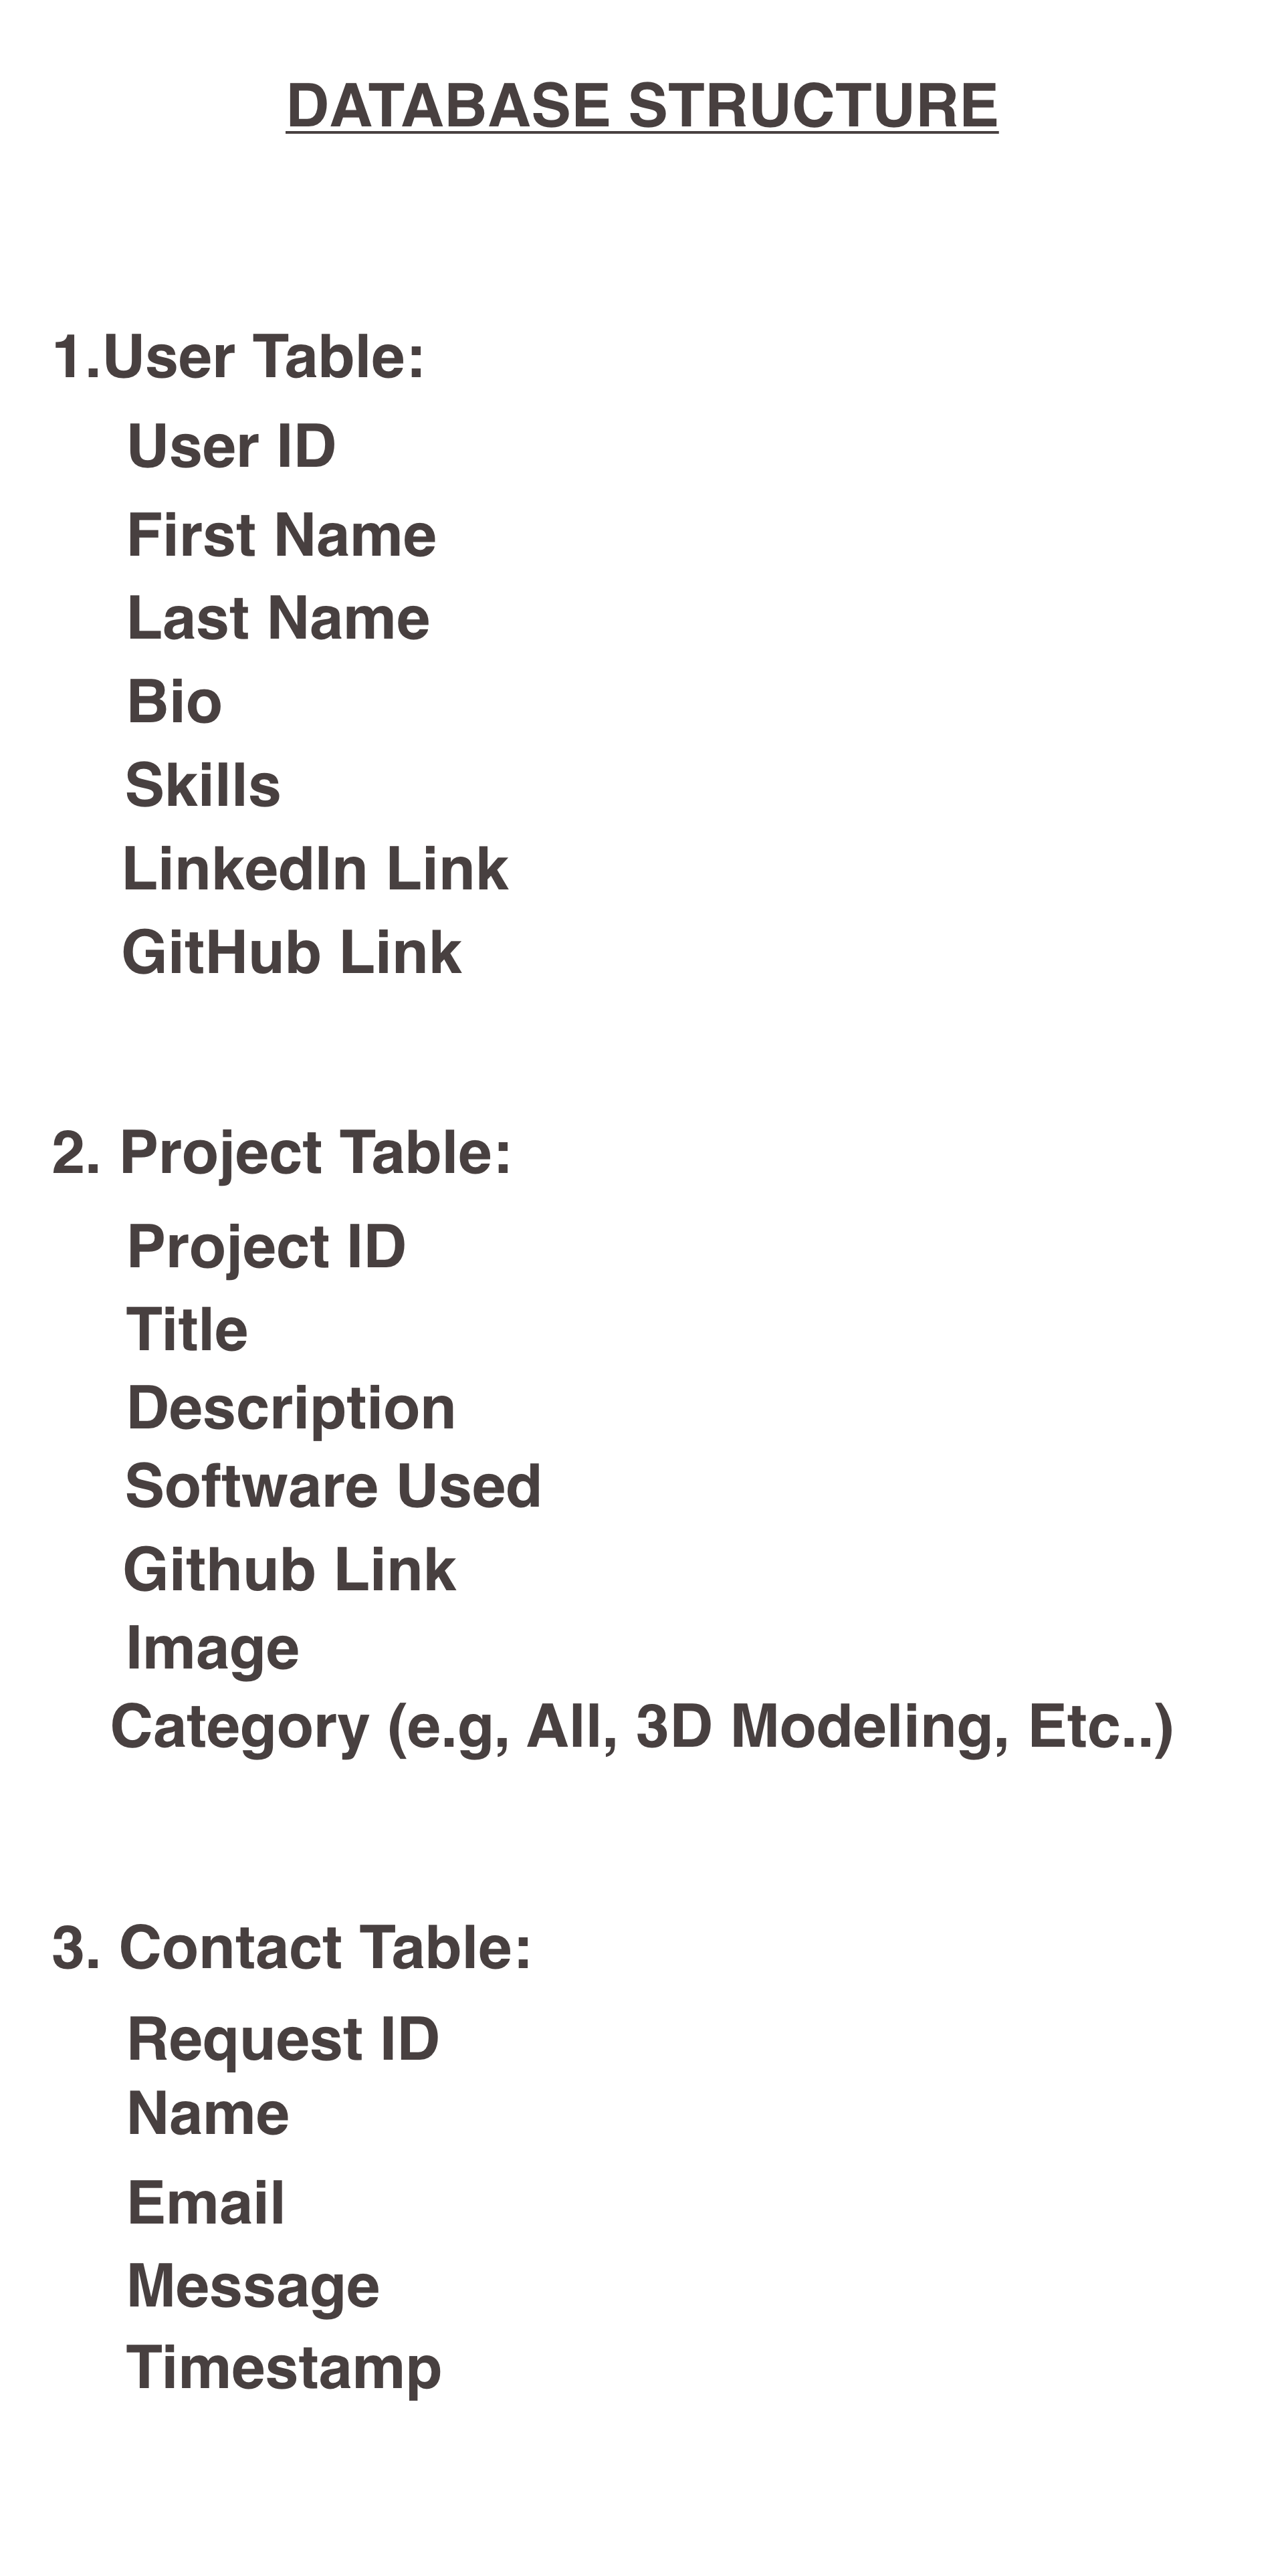 DATABASE STRUCTURE
1.User Table:
User ID
First Name
Last Name
Bio
Skills
LinkedIn Link
GitHub Link
2. Project Table:
Project ID
Title
Description
Software Used
Github Link
Image
Category (e.g, All, 3D Modeling, Etc..)
3. Contact Table:
Request ID
Name
Email
Message
Timestamp